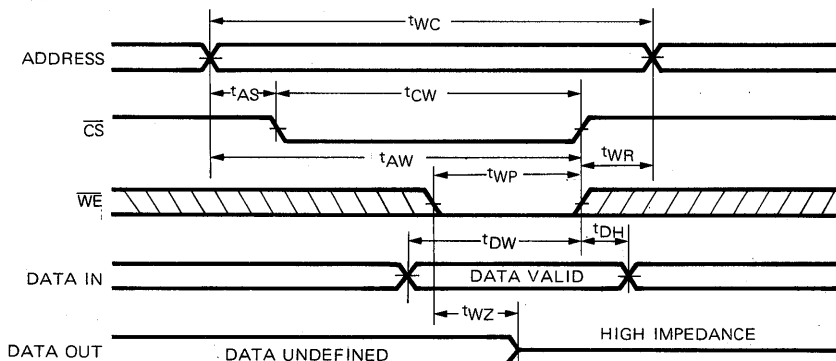 tWC
ADDRESS
tAS
tCW
CS
tAW
tWR
tWP
WE
tDW
tDH
DATA IN
DATA VALID
tWZ
HIGH IMPEDANCE
DATA OUT
DATA UNDEFINED